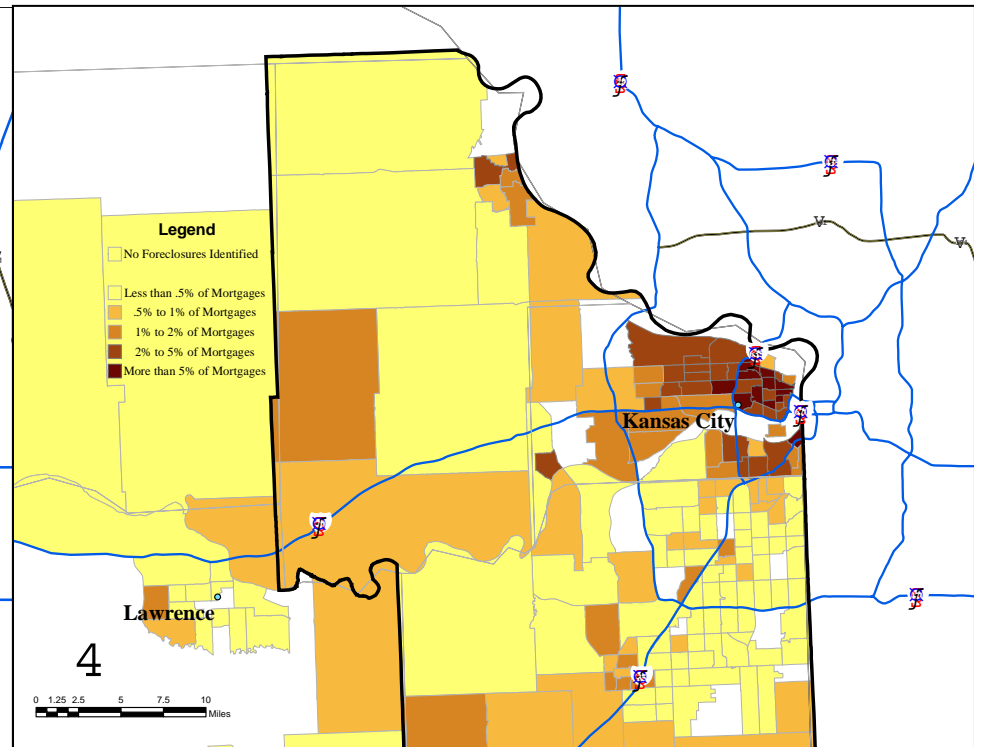 Legend
No Foreclosures Identified
Less than .5% of Mortgages
.5% to 1% of Mortgages
1% to 2% of Mortgages
2% to 5% of Mortgages
More than 5% of Mortgages
V
V
Kansas City
Lawrence
4
0 1.25 2.5 5 7.5 10
Miles